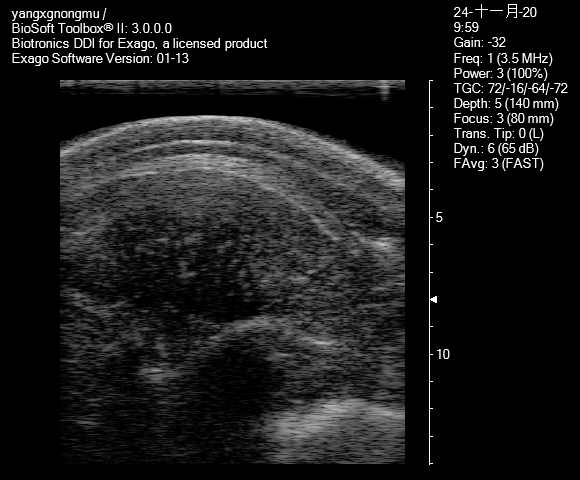 yangxgnongmu /
BioSoft Toolbox® II: 3.0.0.0
Biotronics DDI for Exago, a licensed product
Exago Software Version: 01-13
24-十一月-20
9:59
Gain: -32
Freq: 1 (3.5 MHz)
Power: 3 (100%)
TGC: 72/-16/-64/-72
Depth: 5 (140 mm)
Focus: 3 (80 mm)
Trans. Tip: 0 (L)
Dyn.: 6 (65 dB)
FAvg: 3 (FAST)
5
10